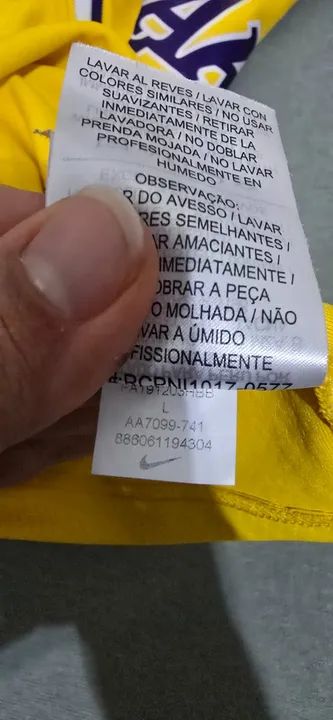 LAVAR AL REVES / LAVAR CON
COLORES SIMILARES / NO USAR
SUAVIZANTES / RETIRAR
INMEDIATAMENTE DE LA
LAVADORA / NO DOBLAR
PRENDA MOJADA / NO LAVAR
PROFESIONALMENTE EN
HUMEDO
OBSERVAÇÃO:
R DO AVESSO / LAVAR
RES SEMELHANTES /
AR AMACIANTES /
IMEDIATAMENTE /
OBRAR A PEÇA
O MOLHADA / NÃO
VAR A ÚMIDO
FISSIONALMENTE
L
AA7099-741
886061194304